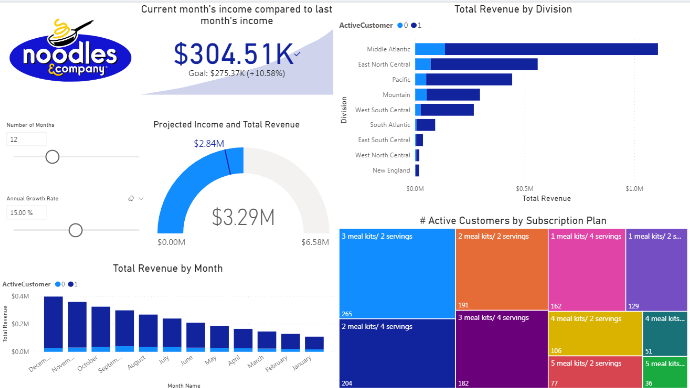 noodles
&company
Current month's income compared to last
month's income
$304.51K
Goal: $275.37K (+10.58%)
Number of Months
12
Annual Growth Rate
15.00 %
Projected Income and Total Revenue
$2.84M
$3.29M
$0.00M
$6.58M
Total Revenue by Month
ActiveCustomer 0 1
Total Revenue
$0.4M
$0.2M
$0.0M
Decem...
Novem...
October
Septem...
August
July
June
May
April
March
February
January
Month Name
Total Revenue by Division
ActiveCustomer 0 1
Division
Middle Atlantic
East North Central
Pacific
Mountain
West South Central
South Atlantic
East South Central
West North Central
New England
$0.0M
$0.5M
$1.0M
Total Revenue
# Active Customers by Subscription Plan
3 meal kits/ 2 servings
265
2 meal kits/ 4 servings
204
2 meal kits/ 2 servings
191
3 meal kits/ 4 servings
182
1 meal kits/ 4 servings
162
1 meal kits/ 2 s...
129
4 meal kits/ 2 servings
106
4 meal kits/ ...
51
5 meal kits/ 2 servings
77
5 meal kits...
36